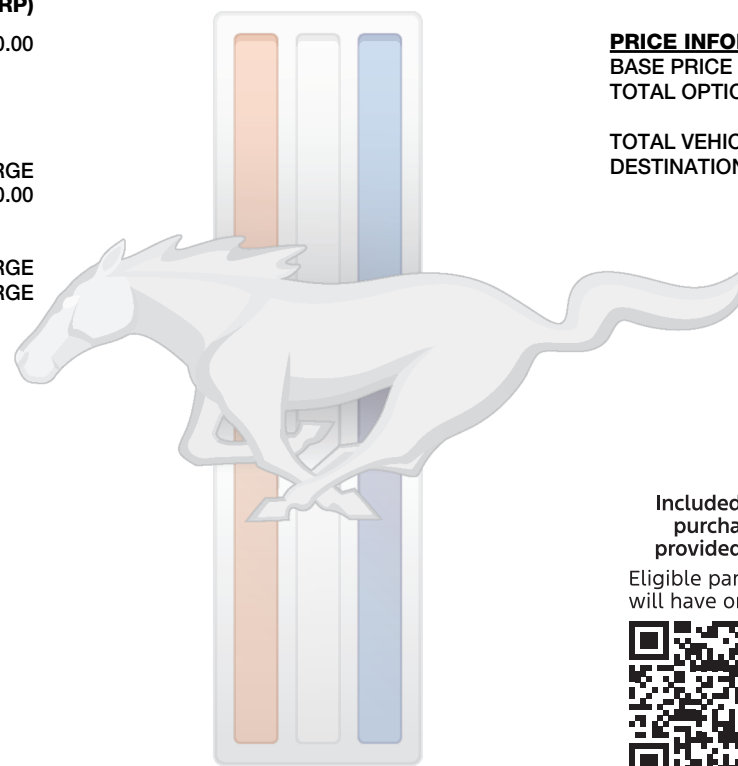 RP)
0.00
RGE
0.00
RGE
RGE
PRICE INFO
BASE PRICE
TOTAL OPTIO
TOTAL VEHIC
DESTINATION
Included
purcha
provided
Eligible par
will have o